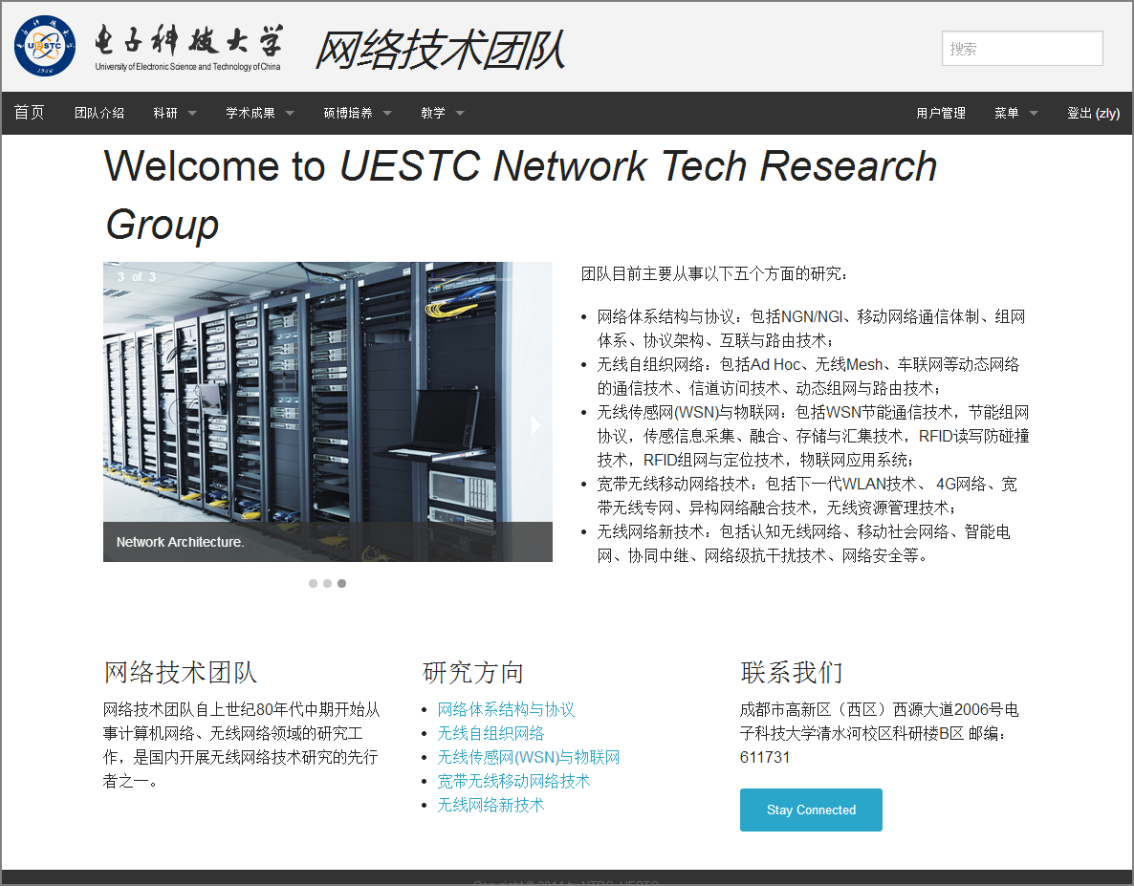 电子科技大学
University of Electronic Science and Technology of China
网络技术团队
搜索
首页 团队介绍 科研 学术成果 硕博培养 教学 用户管理 菜单 登出 (zly)
Welcome to UESTC Network Tech Research
Group
3 of 3
Network Architecture.
团队目前主要从事以下五个方面的研究：
网络体系结构与协议：包括NGN/NGI、移动网络通信体制、组网
体系、协议架构、互联与路由技术；
无线自组织网络：包括Ad Hoc、无线Mesh、车联网等动态网络
的通信技术、信道访问技术、动态组网与路由技术；
无线传感网(WSN)与物联网：包括WSN节能通信技术，节能组网
协议，传感信息采集、融合、存储与汇集技术，RFID读写防碰撞
技术，RFID组网与定位技术，物联网应用系统；
宽带无线移动网络技术：包括下一代WLAN技术、 4G网络、宽
带无线专网、异构网络融合技术，无线资源管理技术；
无线网络新技术：包括认知无线网络、移动社会网络、智能电
网、协同中继、网络级抗干扰技术、网络安全等。
网络技术团队
网络技术团队自上世纪80年代中期开始从
事计算机网络、无线网络领域的研究工
作，是国内开展无线网络技术研究的先行
者之一。
研究方向
网络体系结构与协议
无线自组织网络
无线传感网(WSN)与物联网
宽带无线移动网络技术
无线网络新技术
联系我们
成都市高新区（西区）西源大道2006号电
子科技大学清水河校区科研楼B区 邮编：
611731
Stay Connected